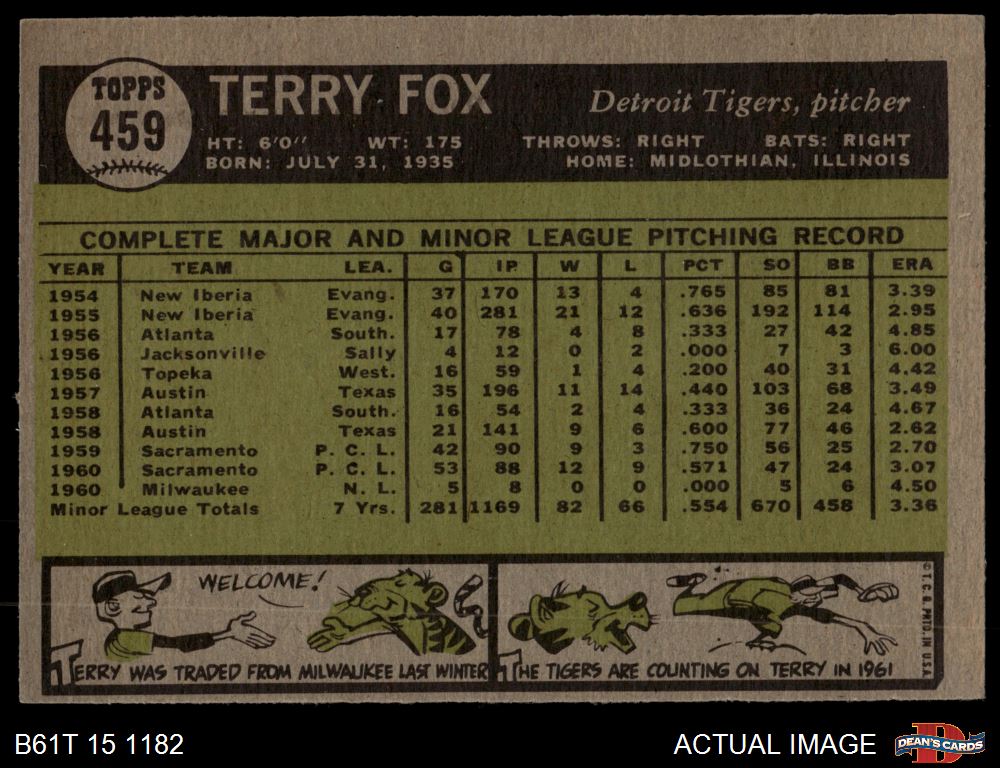 TOPPS
459
TERRY FOX
Detroit Tigers, pitcher
HT: 6'0" WT: 175 THROWS: RIGHT BATS: RIGHT
BORN: JULY 31, 1935 HOME: MIDLOTHIAN, ILLINOIS
COMPLETE MAJOR AND MINOR LEAGUE PITCHING RECORD
YEAR TEAM LEA. G IP W L PCT SO BB ERA
1954 New Iberia Evang. 37 170 13 4 .765 85 81 3.39
1955 New Iberia Evang. 40 281 21 12 .636 192 114 2.95
1956 Atlanta South. 17 78 4 8 .333 27 42 4.85
1956 Jacksonville Sally 4 12 0 2 .000 7 3 6.00
1956 Topeka West. 16 59 1 4 .200 40 31 4.42
1957 Austin Texas 35 196 11 14 .440 103 68 3.49
1958 Atlanta South. 16 54 2 4 .333 36 24 4.67
1958 Austin Texas 21 141 9 6 .600 77 46 2.62
1959 Sacramento P. C. L. 42 90 9 3 .750 56 25 2.70
1960 Sacramento P. C. L. 53 88 12 9 .571 47 24 3.07
1960 Milwaukee N. L. 5 8 0 0 .000 5 6 4.50
Minor League Totals 7 Yrs. 281 1169 82 66 .554 670 458 3.36
WELCOME!
TERRY WAS TRADED FROM MILWAUKEE LAST WINTER
THE TIGERS ARE COUNTING ON TERRY IN 1961
© T. C. G. PRTD. IN U.S.A.
B61T 15 1182
ACTUAL IMAGE
D
DEAN'S CARDS